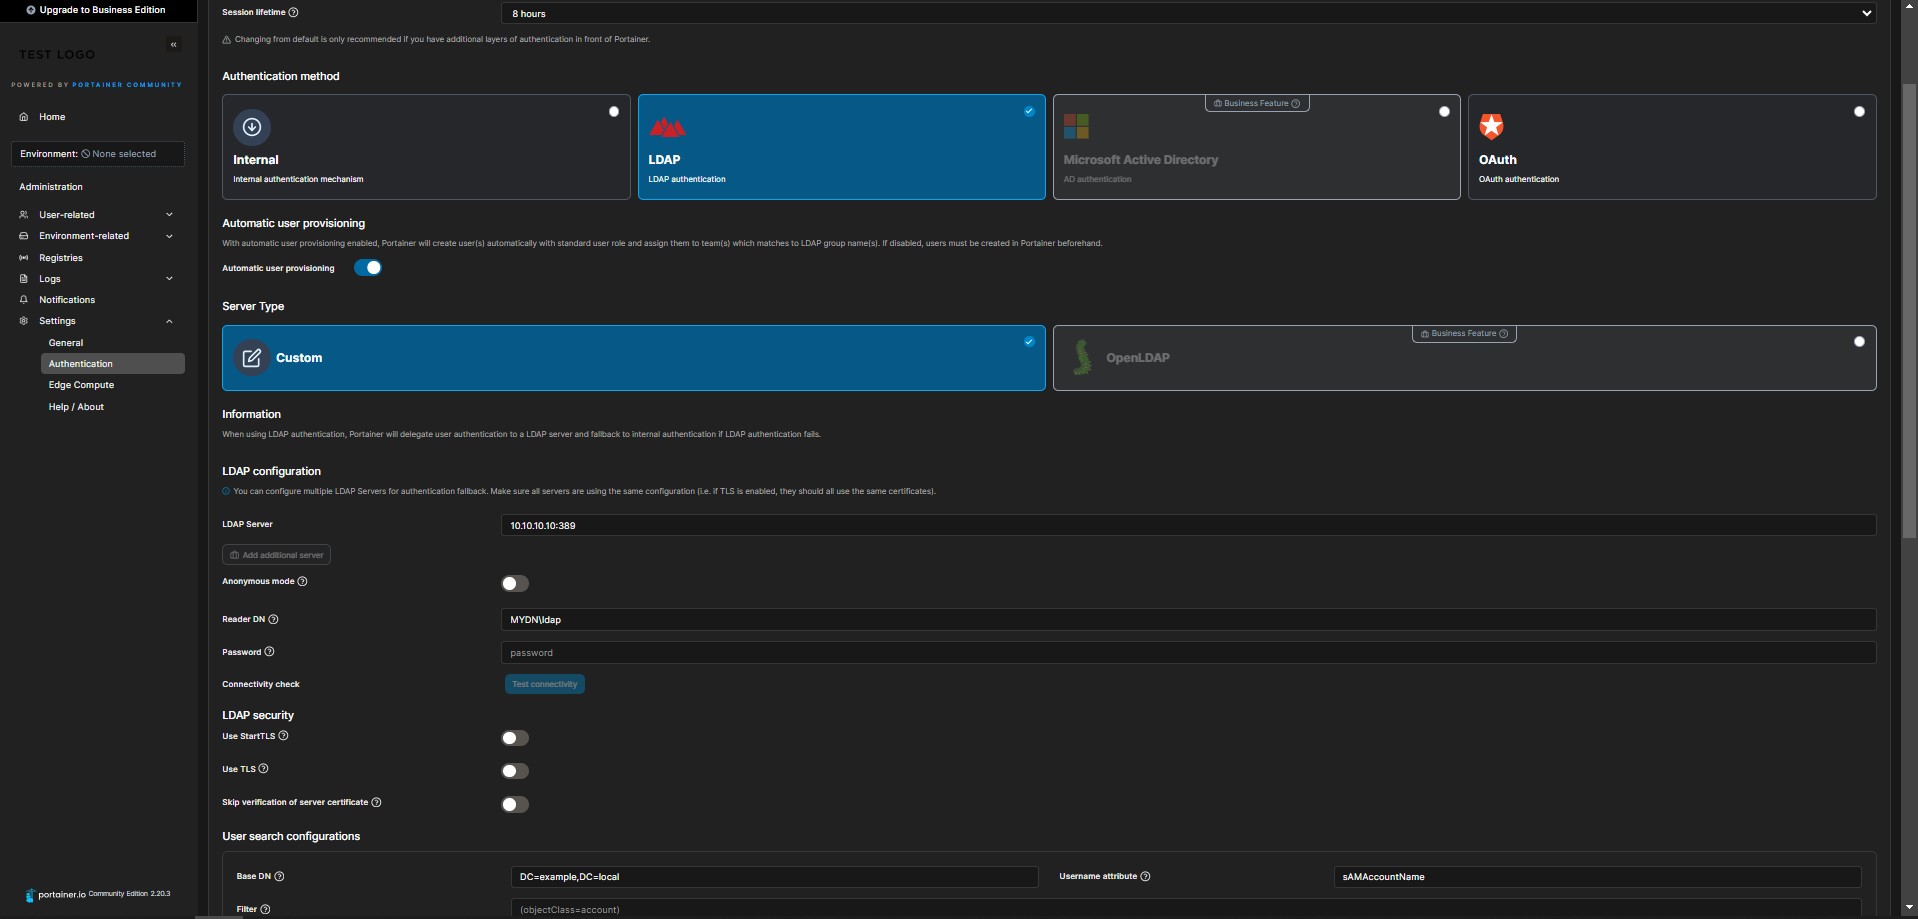 Upgrade to Business Edition
TEST LOGO
POWERED BY PORTAINER COMMUNITY
Home
Environment: None selected
Administration
User-related
Environment-related
Registries
Logs
Notifications
Settings
General
Authentication
Edge Compute
Help / About
portainer.io Community Edition 2.20.3
Session lifetime
8 hours
Changing from default is only recommended if you have additional layers of authentication in front of Portainer.
Authentication method
Internal
Internal authentication mechanism
LDAP
LDAP authentication
Business Feature
Microsoft Active Directory
AD authentication
OAuth
OAuth authentication
Automatic user provisioning
With automatic user provisioning enabled, Portainer will create user(s) automatically with standard user role and assign them to team(s) which matches to LDAP group name(s). If disabled, users must be created in Portainer beforehand.
Automatic user provisioning
Server Type
Custom
Business Feature
OpenLDAP
Information
When using LDAP authentication, Portainer will delegate user authentication to a LDAP server and fallback to internal authentication if LDAP authentication fails.
LDAP configuration
You can configure multiple LDAP Servers for authentication fallback. Make sure all servers are using the same configuration (i.e. if TLS is enabled, they should all use the same certificates).
LDAP Server
10.10.10.10:389
Add additional server
Anonymous mode
Reader DN
MYDN\ldap
Password
password
Connectivity check
Test connectivity
LDAP security
Use StartTLS
Use TLS
Skip verification of server certificate
User search configurations
Base DN
DC=example,DC=local
Username attribute
sAMAccountName
Filter
(objectClass=account)